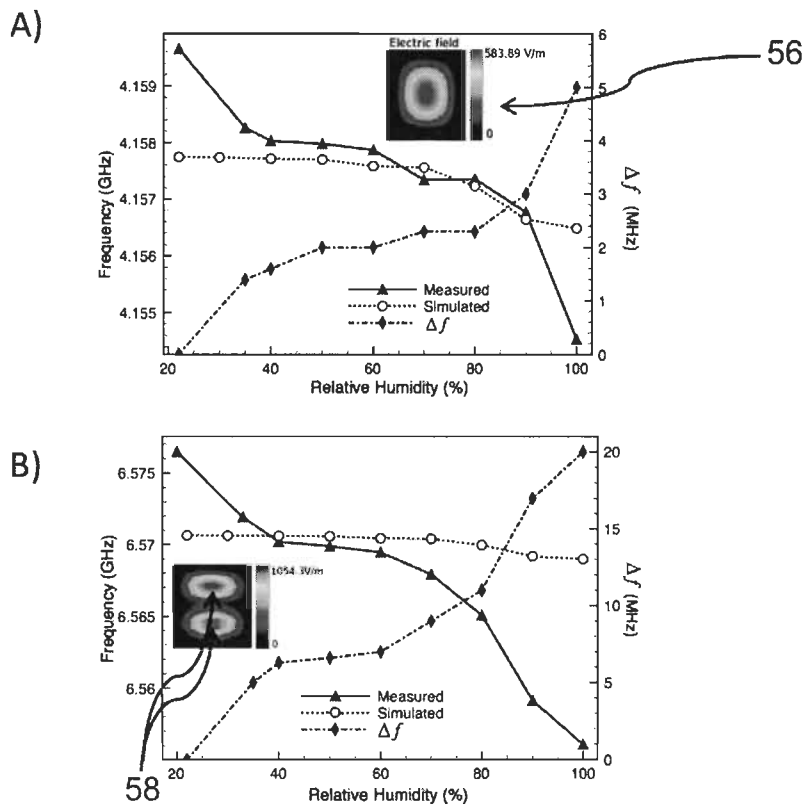 A)
Electric field
583.89 V/m
0
56
4.159
4.158
4.157
4.156
4.155
Frequency (GHz)
6
5
4
3
2
1
0
Δf (MHz)
Measured
Simulated
Δf
20 40 60 80 100
Relative Humidity (%)
B)
6.575
6.57
6.565
6.56
Frequency (GHz)
1054.3V/m
0
20
15
10
5
0
Δf (MHz)
Measured
Simulated
Δf
58
20 40 60 80 100
Relative Humidity (%)